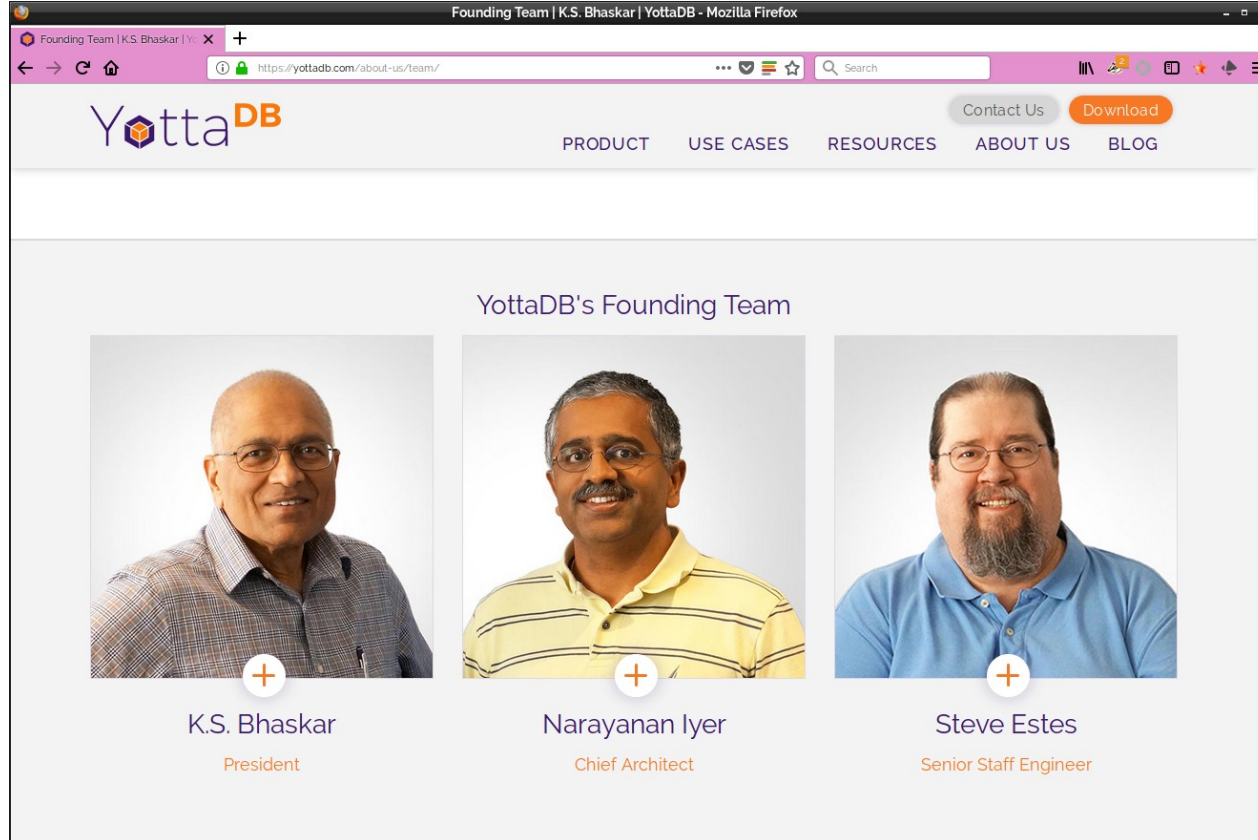 Founding Team | K.S. Bhaskar | YottaDB - Mozilla Firefox
Founding Team | K.S. Bhaskar | Yo
https://yottadb.com/about-us/team/
Search
2
YottaDB
Contact Us
Download
PRODUCT
USE CASES
RESOURCES
ABOUT US
BLOG
YottaDB's Founding Team
K.S. Bhaskar
Narayanan Iyer
Steve Estes
President
Chief Architect
Senior Staff Engineer